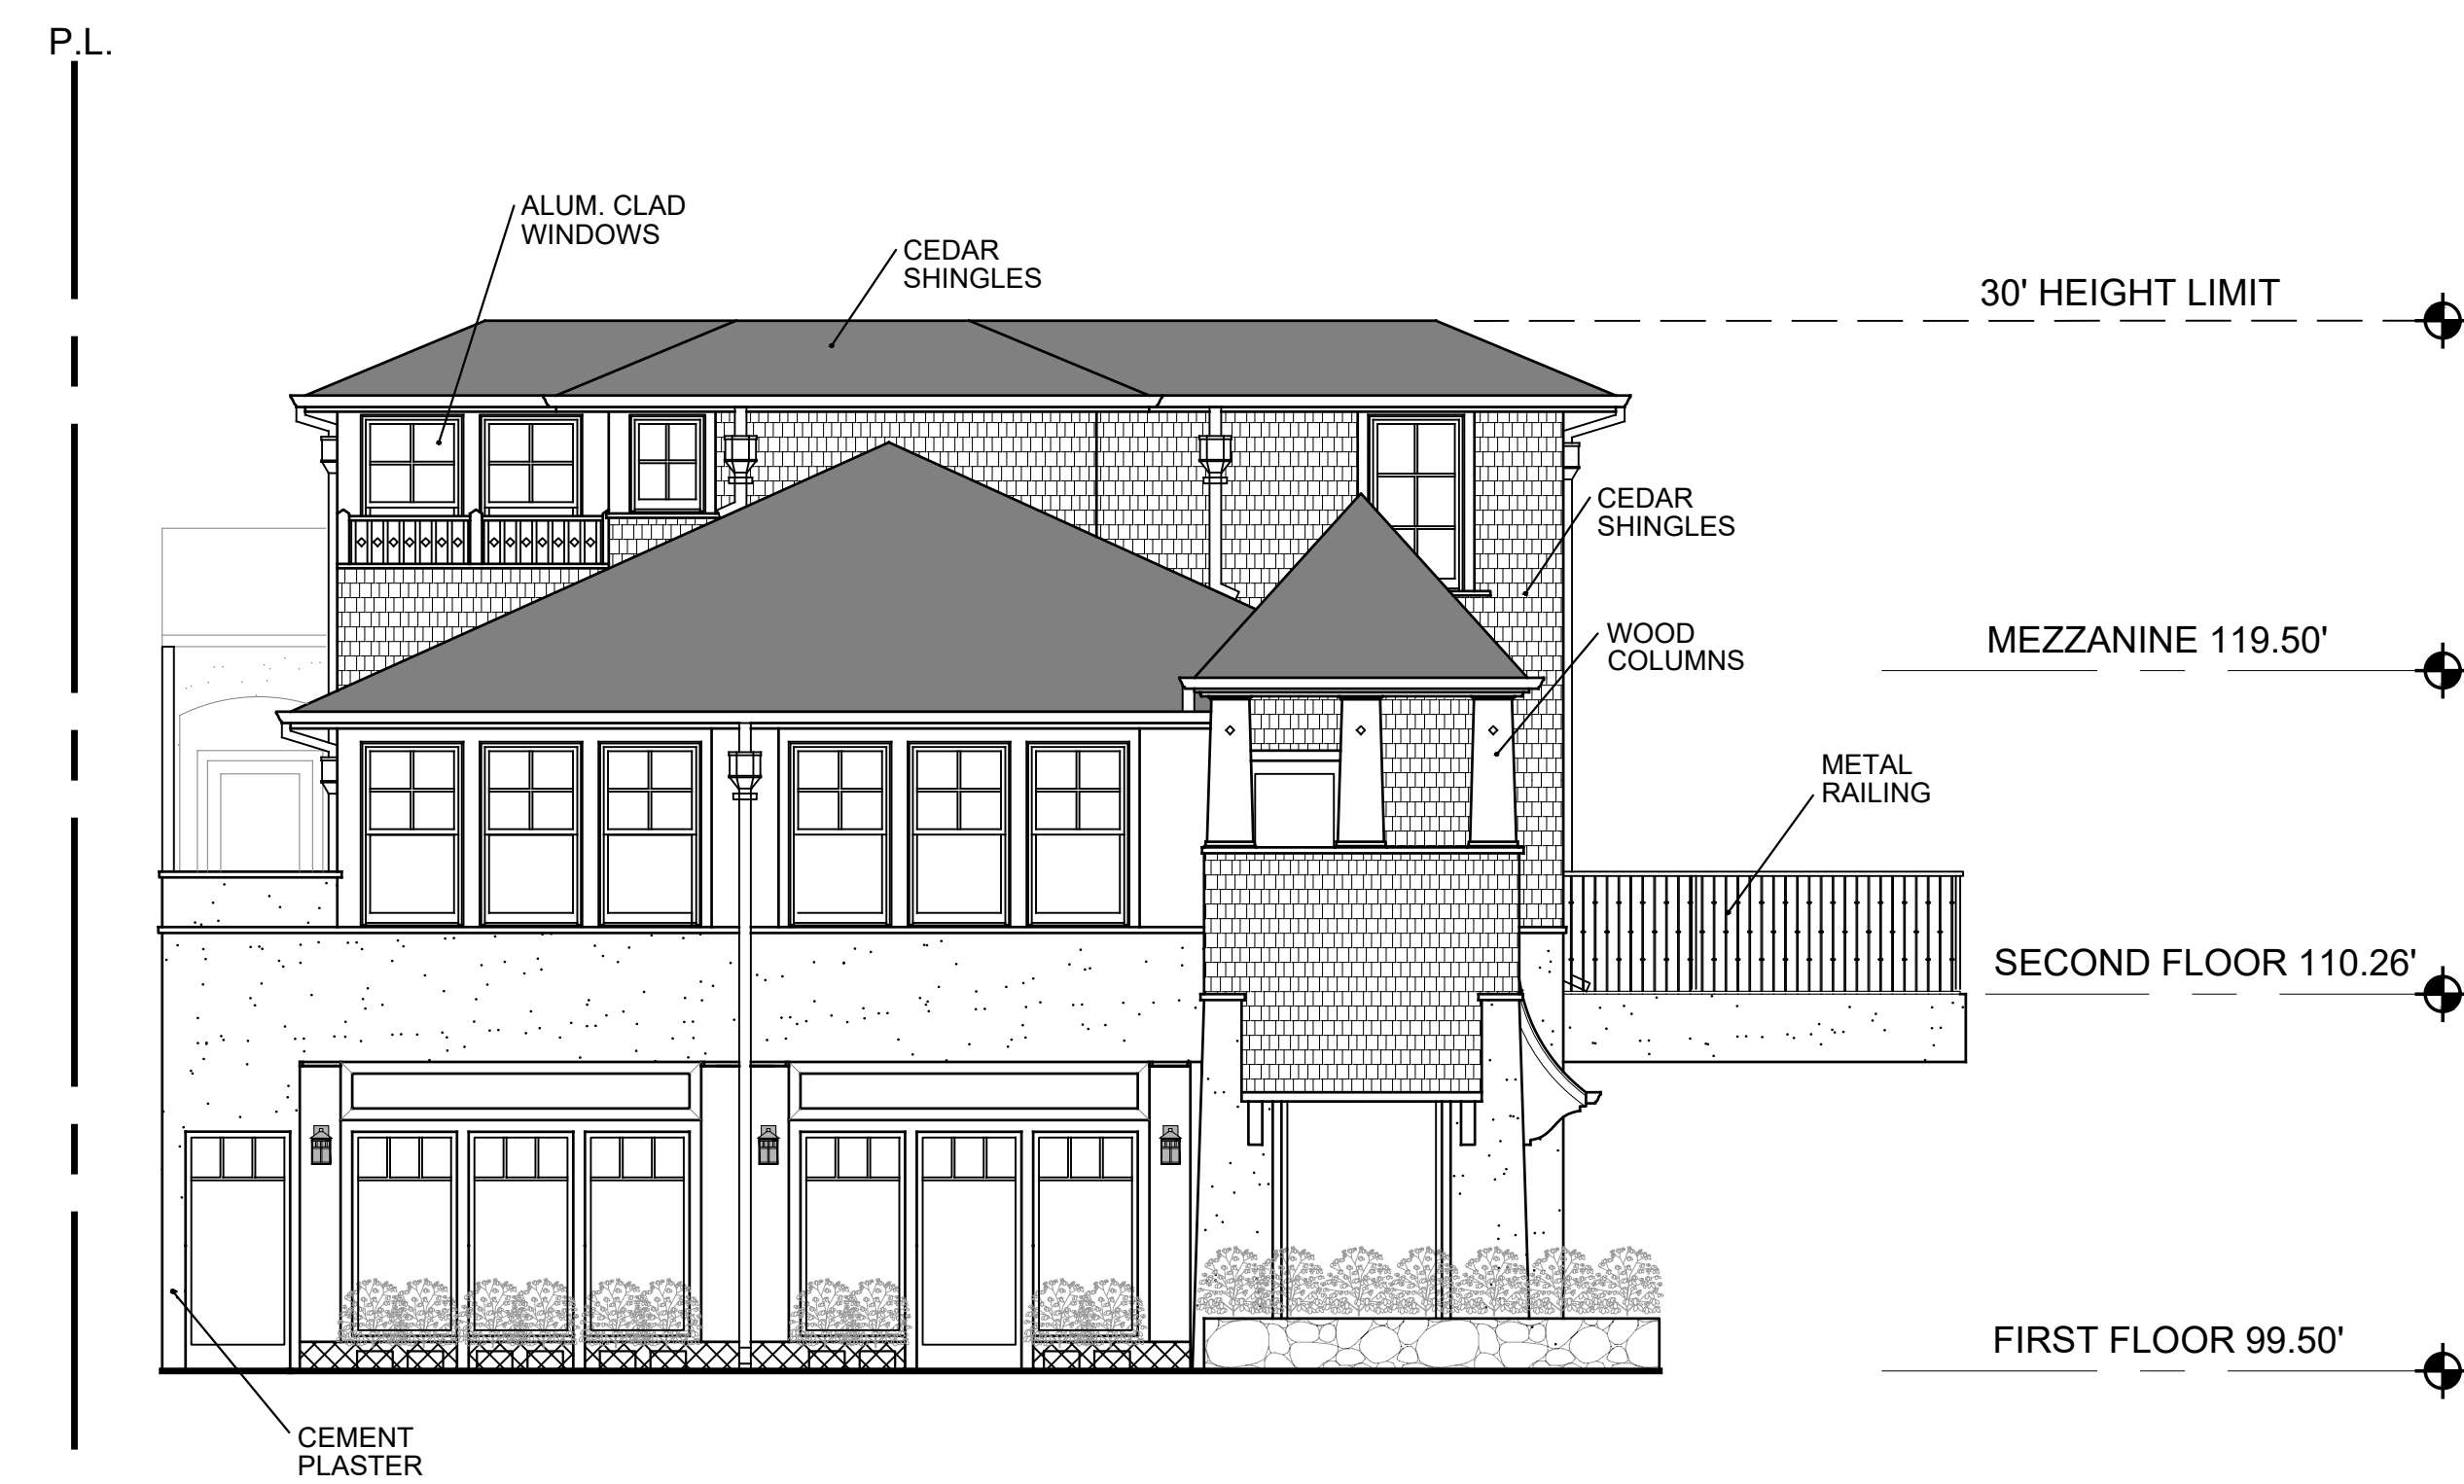 P.L.
ALUM. CLAD
WINDOWS
CEDAR
SHINGLES
30' HEIGHT LIMIT
CEDAR
SHINGLES
WOOD
COLUMNS
MEZZANINE 119.50'
METAL
RAILING
SECOND FLOOR 110.26'
FIRST FLOOR 99.50'
CEMENT
PLASTER